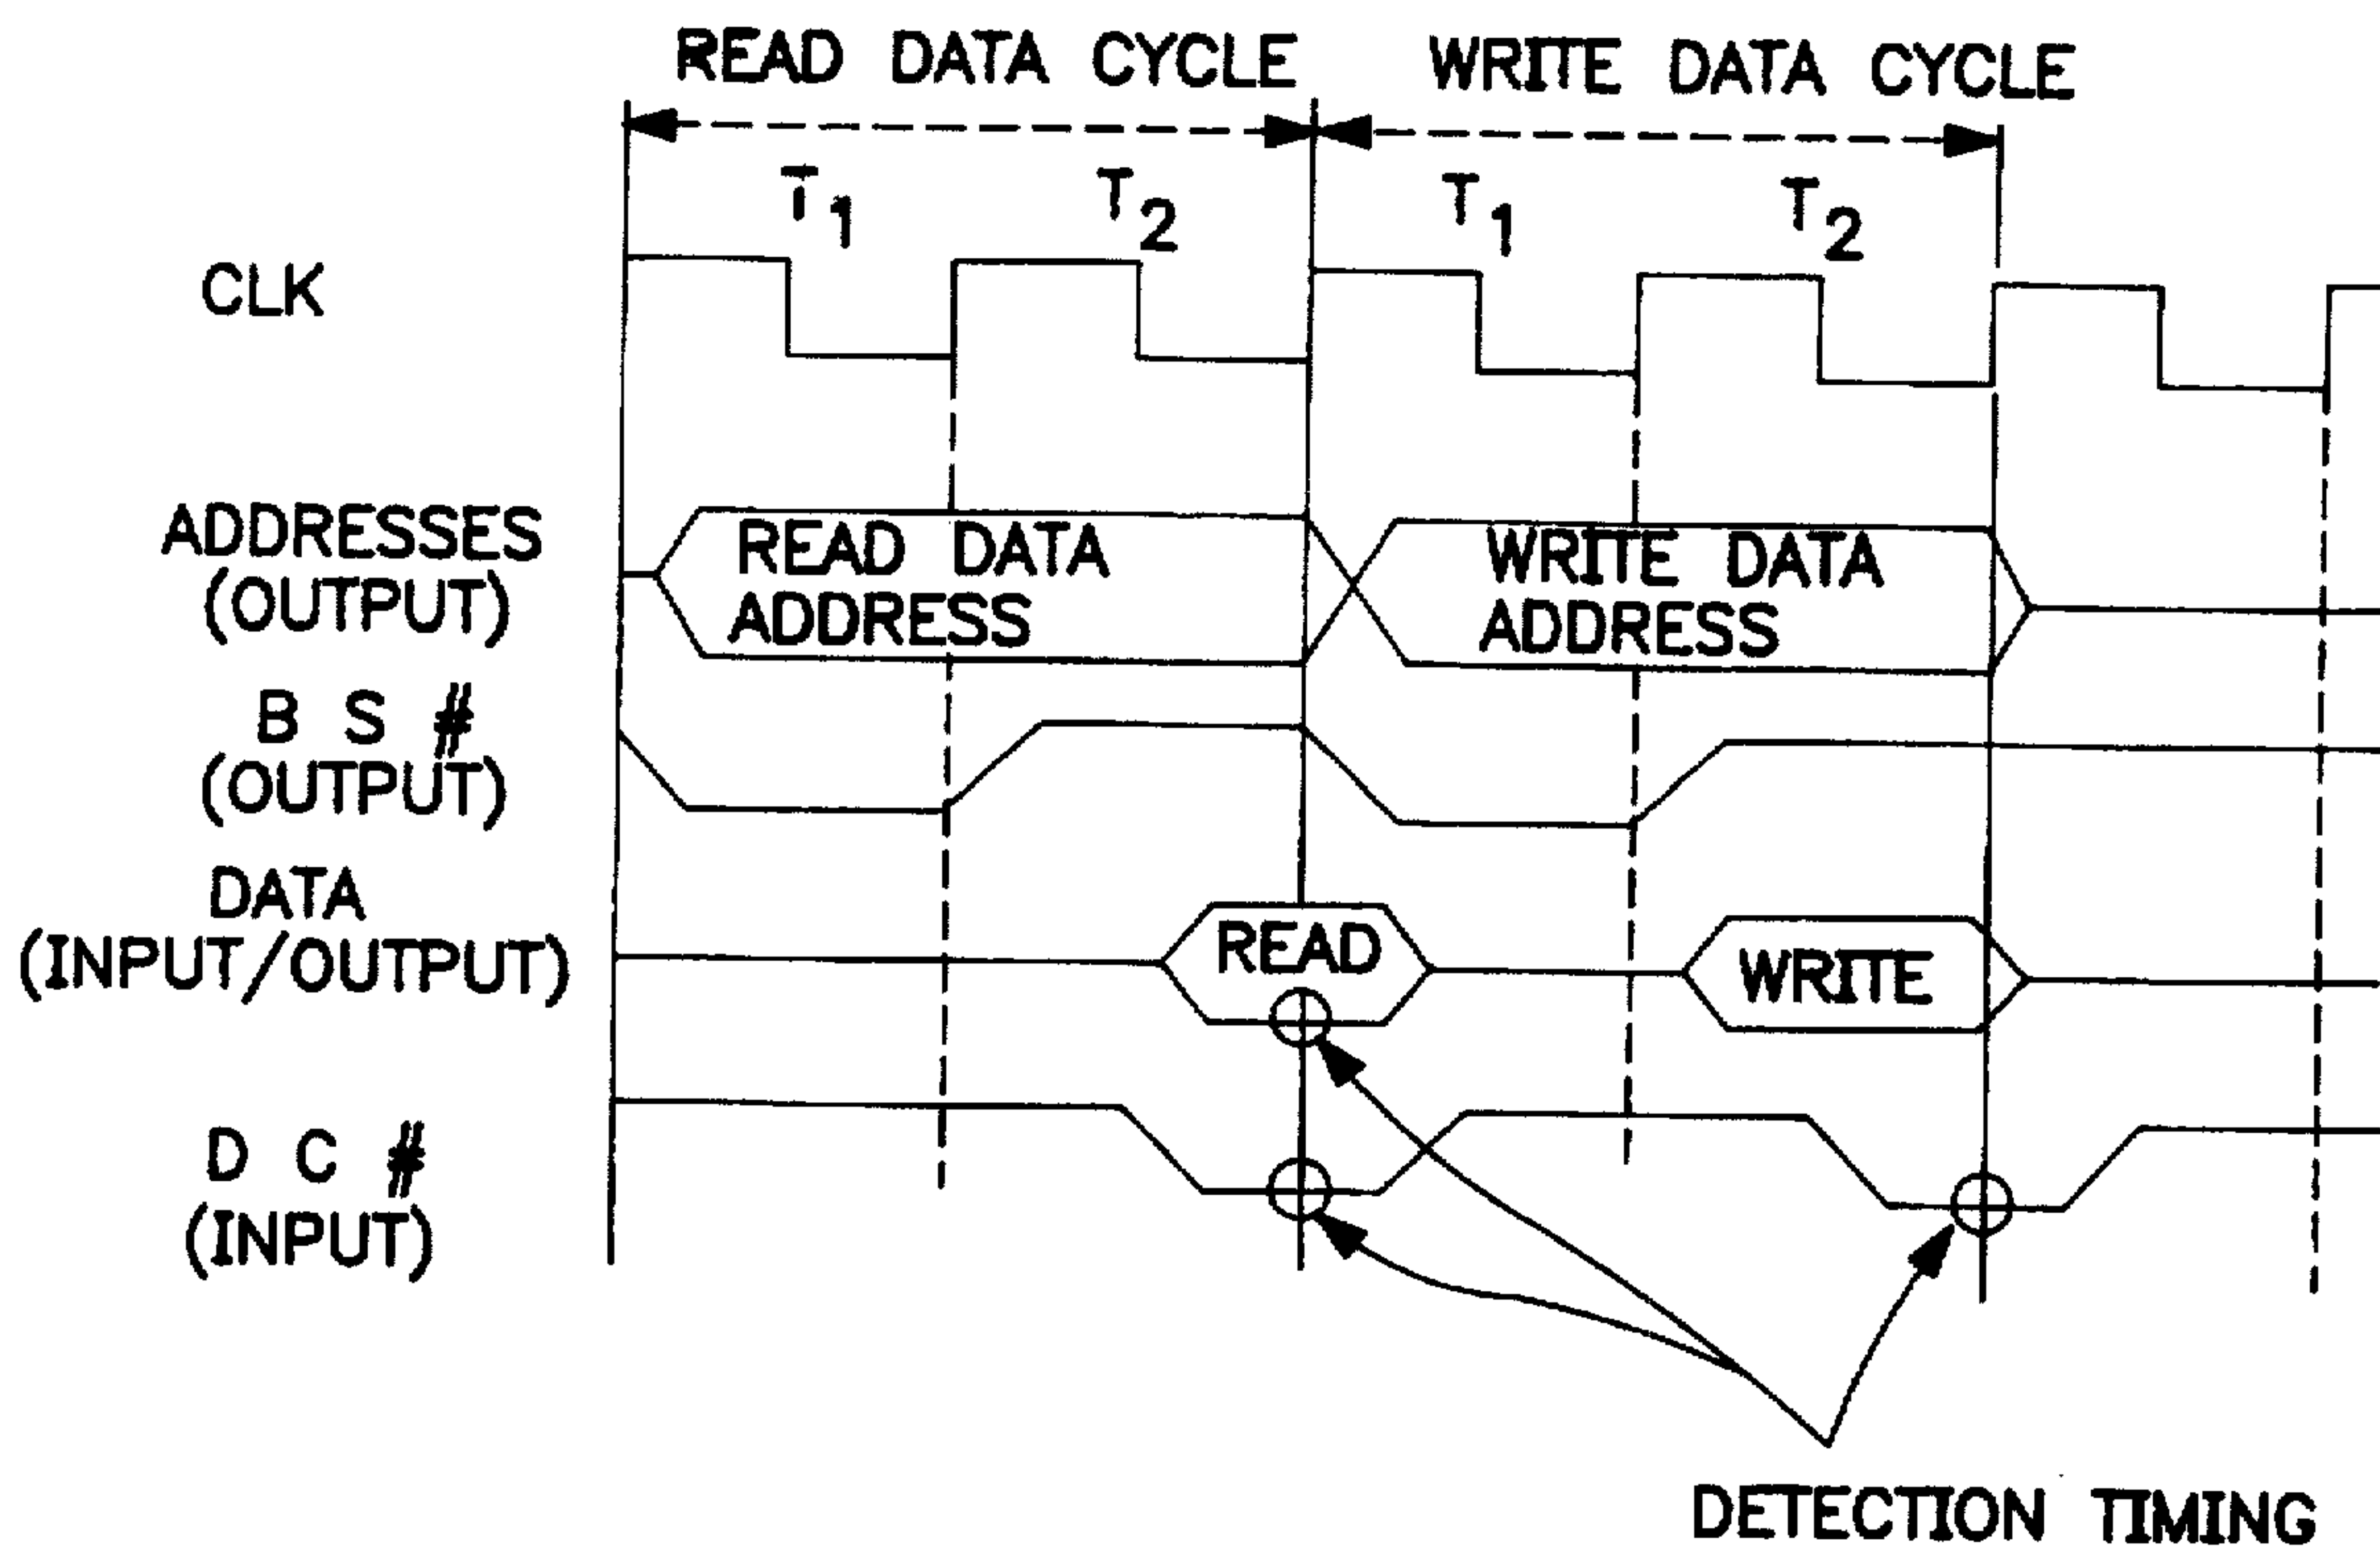 READ DATA CYCLE WRITE DATA CYCLE
T1 T2 T1 T2
CLK
ADDRESSES
(OUTPUT)
READ DATA
ADDRESS
WRITE DATA
ADDRESS
B S #
(OUTPUT)
DATA
(INPUT/OUTPUT)
READ
WRITE
D C #
(INPUT)
DETECTION TIMING